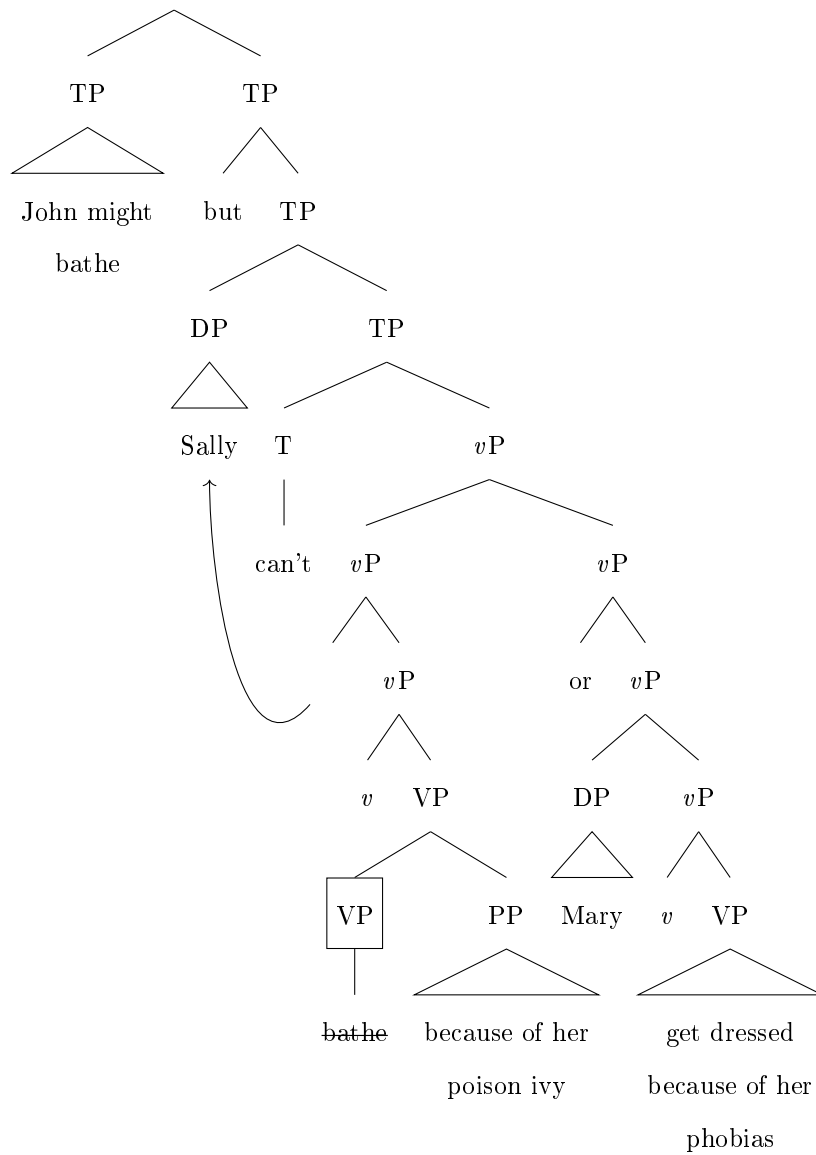 TP TP
John might
bathe
but TP
DP TP
Sally T vP
can't vP vP
vP or vP
v VP DP vP
VP PP Mary v VP
bathe because of her
poison ivy
get dressed
because of her
phobias